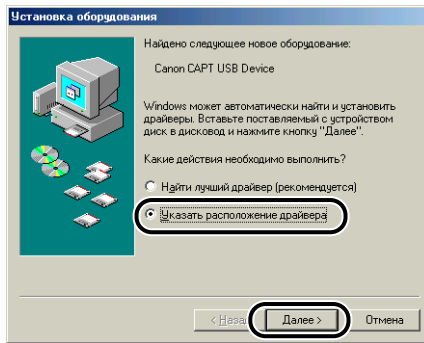 Установка оборудования
Найдено следующее новое оборудование:
Canon CAPT USB Device
Windows может автоматически найти и установить
драйверы. Вставьте поставляемый с устройством
диск в дисковод и нажмите кнопку "Далее".
Какие действия необходимо выполнить?
Найти лучший драйвер (рекомендуется)
Указать расположение драйвера
< Наза Далее > Отмена